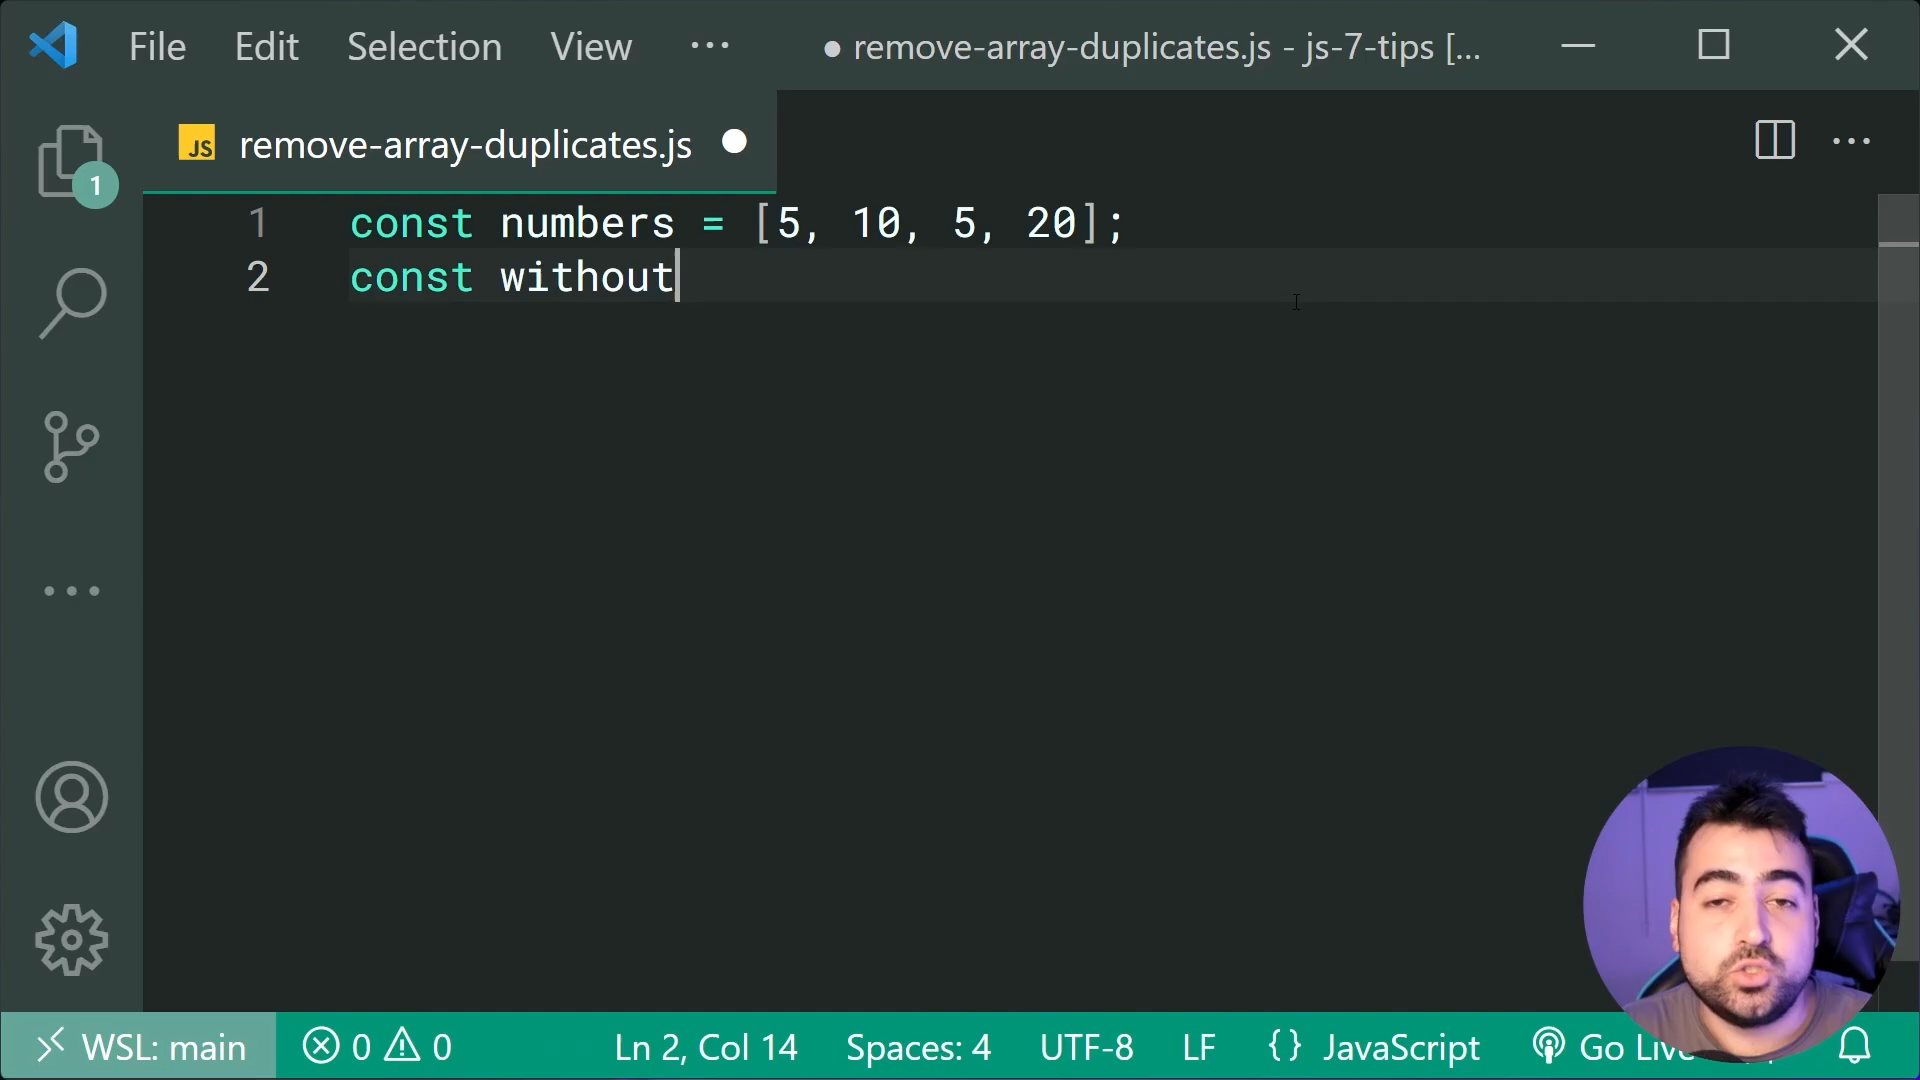 File Edit Selection View ··· ● remove-array-duplicates.js - js-7-tips [...
JS remove-array-duplicates.js
1
1 const numbers = [5, 10, 5, 20];
2 const without
WSL: main 0 0 Ln 2, Col 14 Spaces: 4 UTF-8 LF {} JavaScript Go Live